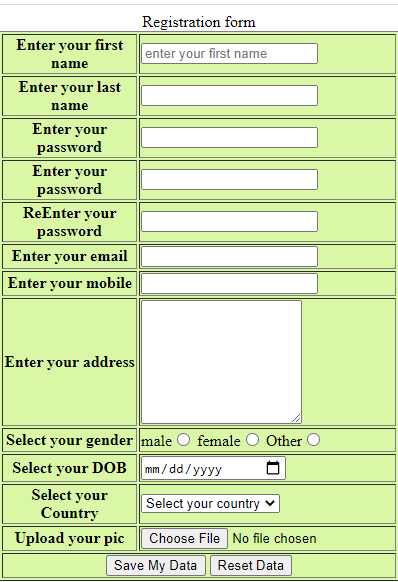 Registration form
Enter your first
name
enter your first name
Enter your last
name
Enter your
password
Enter your
password
ReEnter your
password
Enter your email
Enter your mobile
Enter your address
Select your gender male female Other
Select your DOB mm/dd/yyyy
Select your
Country
Select your country
Upload your pic Choose File No file chosen
Save My Data Reset Data